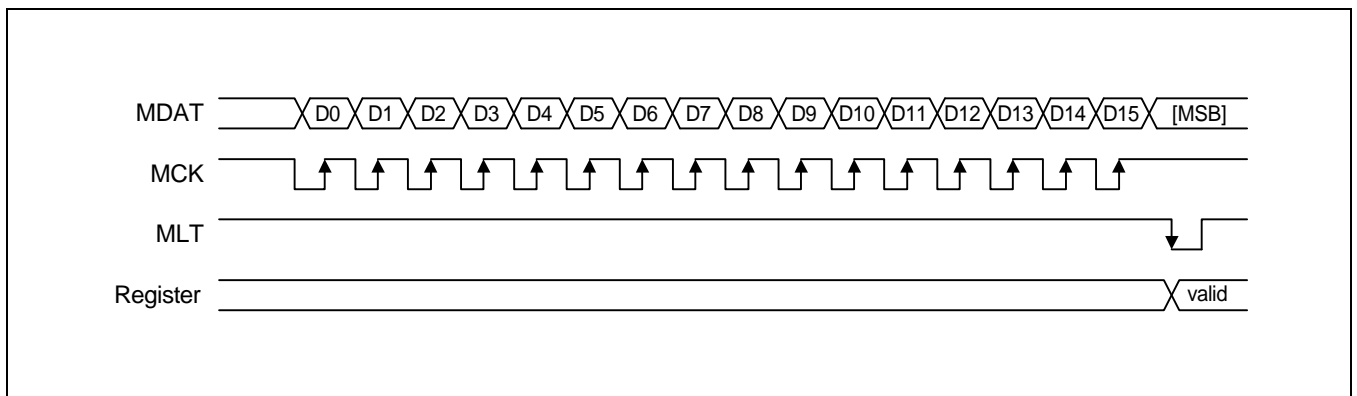 MDAT D0 D1 D2 D3 D4 D5 D6 D7 D8 D9 D10 D11 D12 D13 D14 D15 [MSB]
MCK
MLT
Register valid